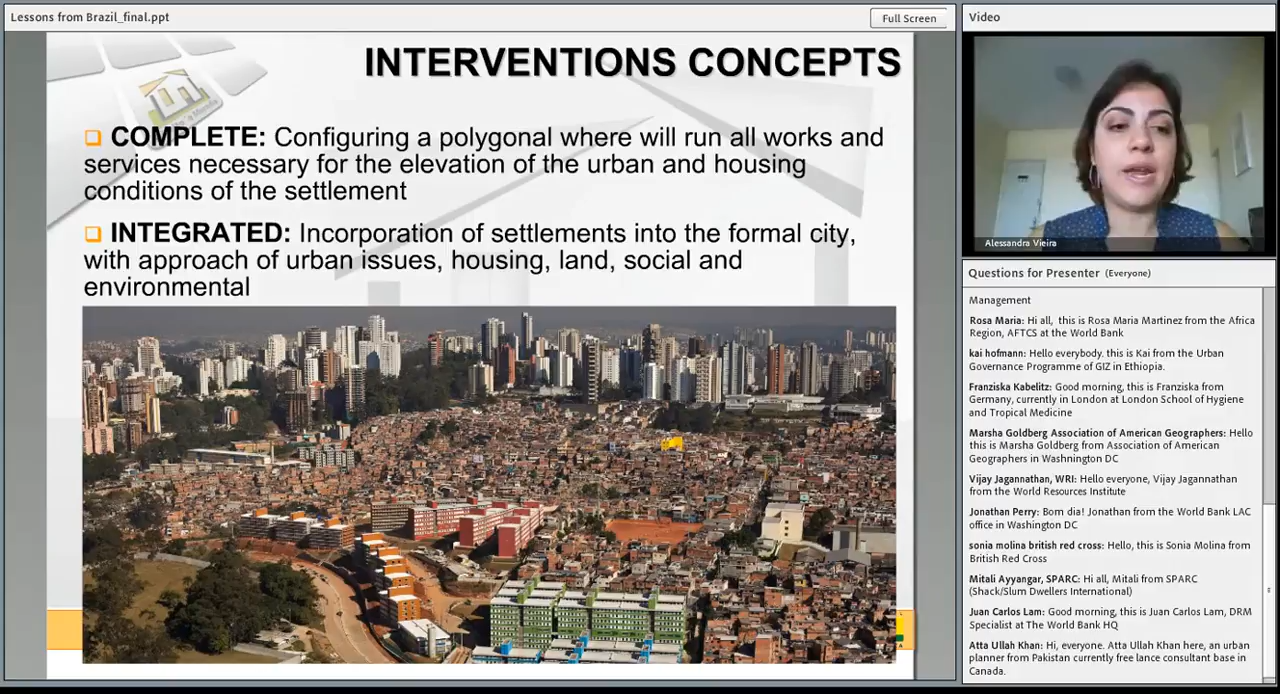 Lessons from Brazil_final.ppt
Full Screen
INTERVENTIONS CONCEPTS
COMPLETE: Configuring a polygonal where will run all works and
services necessary for the elevation of the urban and housing
conditions of the settlement
INTEGRATED: Incorporation of settlements into the formal city,
with approach of urban issues, housing, land, social and
environmental
Video
Alessandra Vieira
Questions for Presenter (Everyone)
Management
Rosa Maria: Hi all, this is Rosa Maria Martinez from the Africa
Region, AFTCS at the World Bank
kai hofmann: Hello everybody. this is Kai from the Urban
Governance Programme of GIZ in Ethiopia.
Franziska Kabelitz: Good morning, this is Franziska from
Germany, currently in London at London School of Hygiene
and Tropical Medicine
Marsha Goldberg Association of American Geographers: Hello
this is Marsha Goldberg from Association of American
Geographers in Washnington DC
Vijay Jagannathan, WRI: Hello everyone, Vijay Jagannathan
from the World Resources Institute
Jonathan Perry: Bom dia! Jonathan from the World Bank LAC
office in Washington DC
sonia molina british red cross: Hello, this is Sonia Molina from
British Red Cross
Mitali Ayyangar, SPARC: Hi all, Mitali from SPARC
(Shack/Slum Dwellers International)
Juan Carlos Lam: Good morning, this is Juan Carlos Lam, DRM
Specialist at The World Bank HQ
Atta Ullah Khan: Hi, everyone. Atta Ullah Khan here, an urban
planner from Pakistan currently free lance consultant base in
Canada.